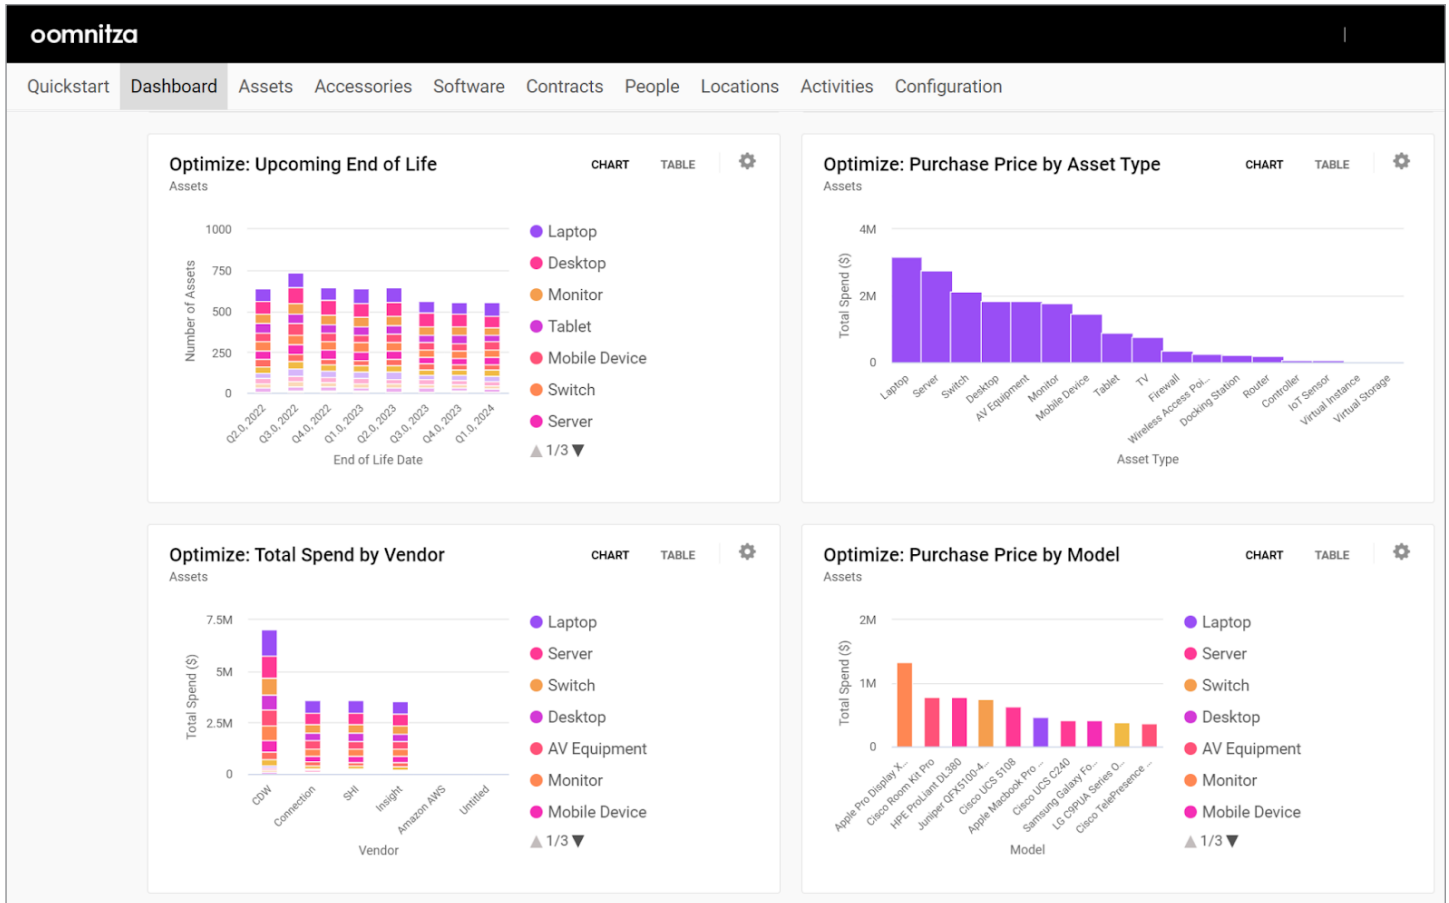 oomnitza
Quickstart Dashboard Assets Accessories Software Contracts People Locations Activities Configuration
Optimize: Upcoming End of Life
CHART TABLE
Assets
1000
750
500
250
0
Number of Assets
Q2.0, 2022
Q3.0, 2022
Q4.0, 2022
Q1.0, 2023
Q2.0, 2023
Q3.0, 2023
Q4.0, 2023
Q1.0, 2024
End of Life Date
Laptop
Desktop
Monitor
Tablet
Mobile Device
Switch
Server
1/3
Optimize: Purchase Price by Asset Type
CHART TABLE
Assets
4M
2M
0
Total Spend ($)
Laptop
Server
Switch
Desktop
AV Equipment
Monitor
Mobile Device
Tablet
TV
Firewall
Wireless Access Poi...
Docking Station
Router
Controller
IoT Sensor
Virtual Instance
Virtual Storage
Asset Type
Optimize: Total Spend by Vendor
CHART TABLE
Assets
7.5M
5M
2.5M
0
Total Spend ($)
CDW
Connection
SHI
Insight
Amazon AWS
Untitled
Vendor
Laptop
Server
Switch
Desktop
AV Equipment
Monitor
Mobile Device
1/3
Optimize: Purchase Price by Model
CHART TABLE
Assets
2M
1M
0
Total Spend ($)
Apple Pro Display X...
Cisco Room Kit Pro
HPE ProLiant DL380
Juniper QFX5100-4...
Cisco UCS 5108
Apple Macbook Pro ...
Cisco UCS C240
Samsung Galaxy Fo...
LG C9PUA Series O...
Cisco TelePresence ...
Model
Laptop
Server
Switch
Desktop
AV Equipment
Monitor
Mobile Device
1/3